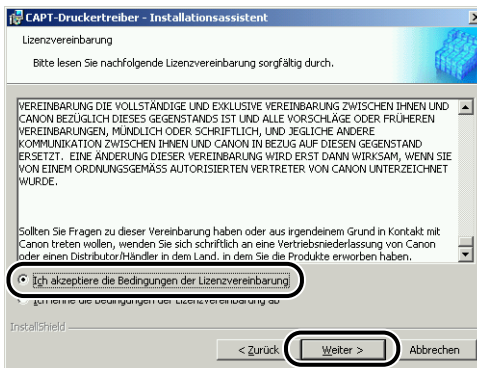 CAPT-Druckertreiber - Installationsassistent
Lizenzvereinbarung
Bitte lesen Sie nachfolgende Lizenzvereinbarung sorgfältig durch.
VEREINBARUNG DIE VOLLSTÄNDIGE UND EXKLUSIVE VEREINBARUNG ZWISCHEN IHNEN UND
CANON BEZÜGLICH DIESES GEGENSTANDS IST UND ALLE VORSCHLÄGE ODER FRÜHEREN
VEREINBARUNGEN, MÜNDLICH ODER SCHRIFTLICH, UND JEGLICHE ANDERE
KOMMUNIKATION ZWISCHEN IHNEN UND CANON IN BEZUG AUF DIESEN GEGENSTAND
ERSETZT. EINE ÄNDERUNG DIESER VEREINBARUNG WIRD ERST DANN WIRKSAM, WENN SIE
VON EINEM ORDNUNGSGEMÄSS AUTORISIERTEN VERTRETER VON CANON UNTERZEICHNET
WURDE.
Sollten Sie Fragen zu dieser Vereinbarung haben oder aus irgendeinem Grund in Kontakt mit
Canon treten wollen, wenden Sie sich schriftlich an eine Vertriebsniederlassung von Canon
oder einen Distributor/Händler in dem Land, in dem Sie die Produkte erworben haben.
Ich akzeptiere die Bedingungen der Lizenzvereinbarung
Ich lehne die Bedingungen der Lizenzvereinbarung ab
InstallShield
< Zurück
Weiter >
Abbrechen